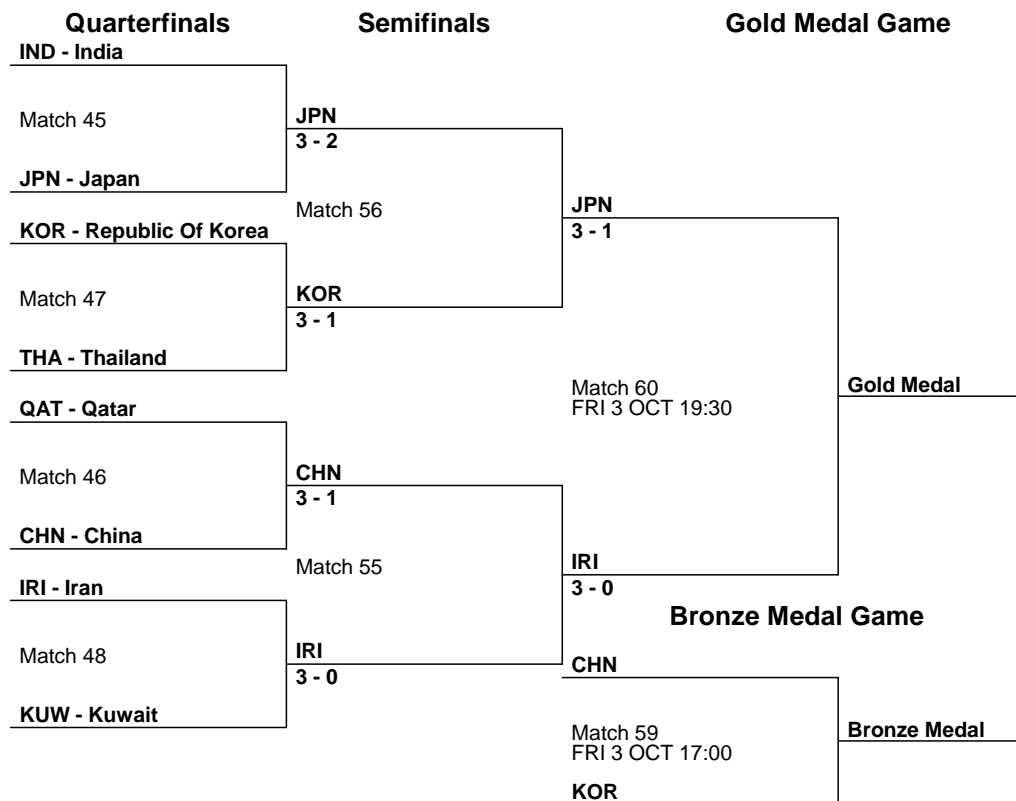 Quarterfinals
Semifinals
Gold Medal Game
IND - India
Match 45
JPN - Japan
KOR - Republic Of Korea
Match 47
THA - Thailand
QAT - Qatar
Match 46
CHN - China
IRI - Iran
Match 48
KUW - Kuwait
JPN
3 - 2
Match 56
KOR
3 - 1
CHN
3 - 1
Match 55
IRI
3 - 0
JPN
3 - 1
Match 60
FRI 3 OCT 19:30
IRI
3 - 0
Gold Medal
Bronze Medal Game
CHN
Match 59
FRI 3 OCT 17:00
KOR
Bronze Medal